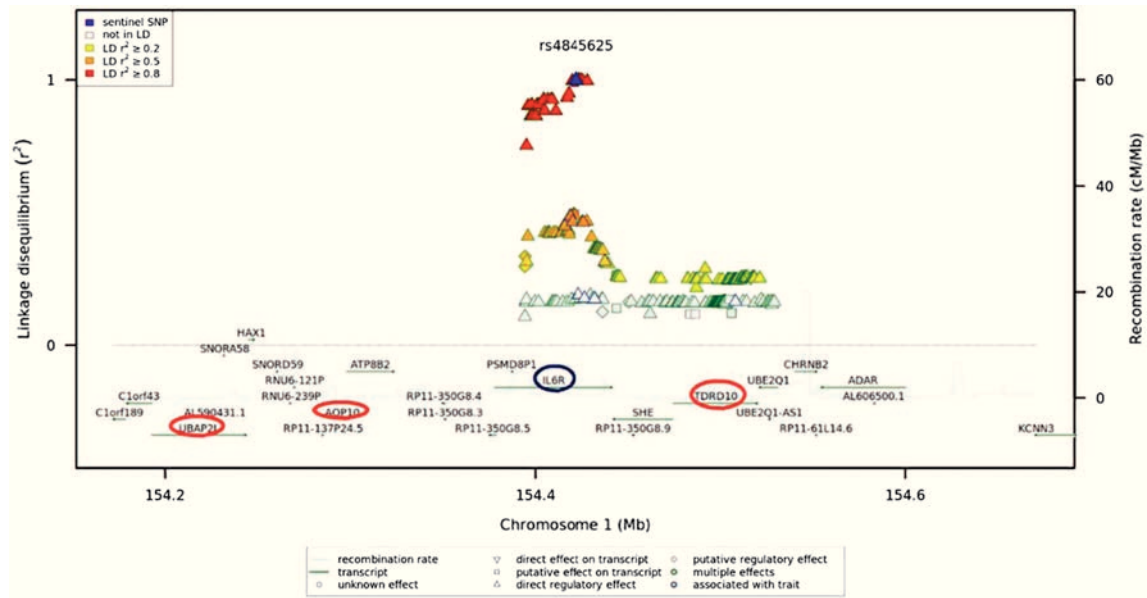 sentinel SNP
not in LD
LD r² ≥ 0.2
LD r² ≥ 0.5
LD r² ≥ 0.8
rs4845625
1
0
Linkage disequilibrium (r²)
60
40
20
0
Recombination rate (cM/Mb)
HAX1
SNORA58
SNORD59 ATP8B2 PSMD8P1 CHRNB2
RNU6-121P IL6R UBE2Q1 ADAR
C1orf43 RNU6-239P RP11-350G8.4 TDRD10 AL606500.1
C1orf189 AL590431.1 AQP10 RP11-350G8.3 SHE UBE2Q1-AS1
UBAP2L RP11-137P24.5 RP11-350G8.5 RP11-350G8.9 RP11-61L14.6 KCNN3
154.2 154.4 154.6
Chromosome 1 (Mb)
recombination rate direct effect on transcript putative regulatory effect
transcript putative effect on transcript multiple effects
unknown effect direct regulatory effect associated with trait